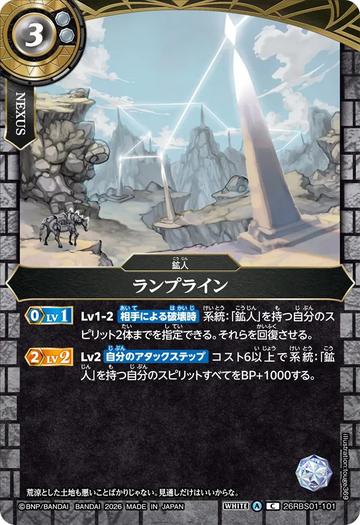 3
NEXUS
鉱人
こうじん
ランプライン
0 LV1 Lv1-2 相手による破壊時 系統:「鉱人」を持つ自分のス
ピリット2体までを指定できる。それらを回復させる。
2 LV2 Lv2 自分のアタックステップ コスト6以上で系統:「鉱
人」を持つ自分のスピリットすべてをBP+1000する。
荒涼とした土地も悪いことばかりじゃない。見通しだけはいいからな。
©BNP/BANDAI BANDAI 2026 MADE IN JAPAN WHITE A C 26RBS01-101
Illustration rouge369